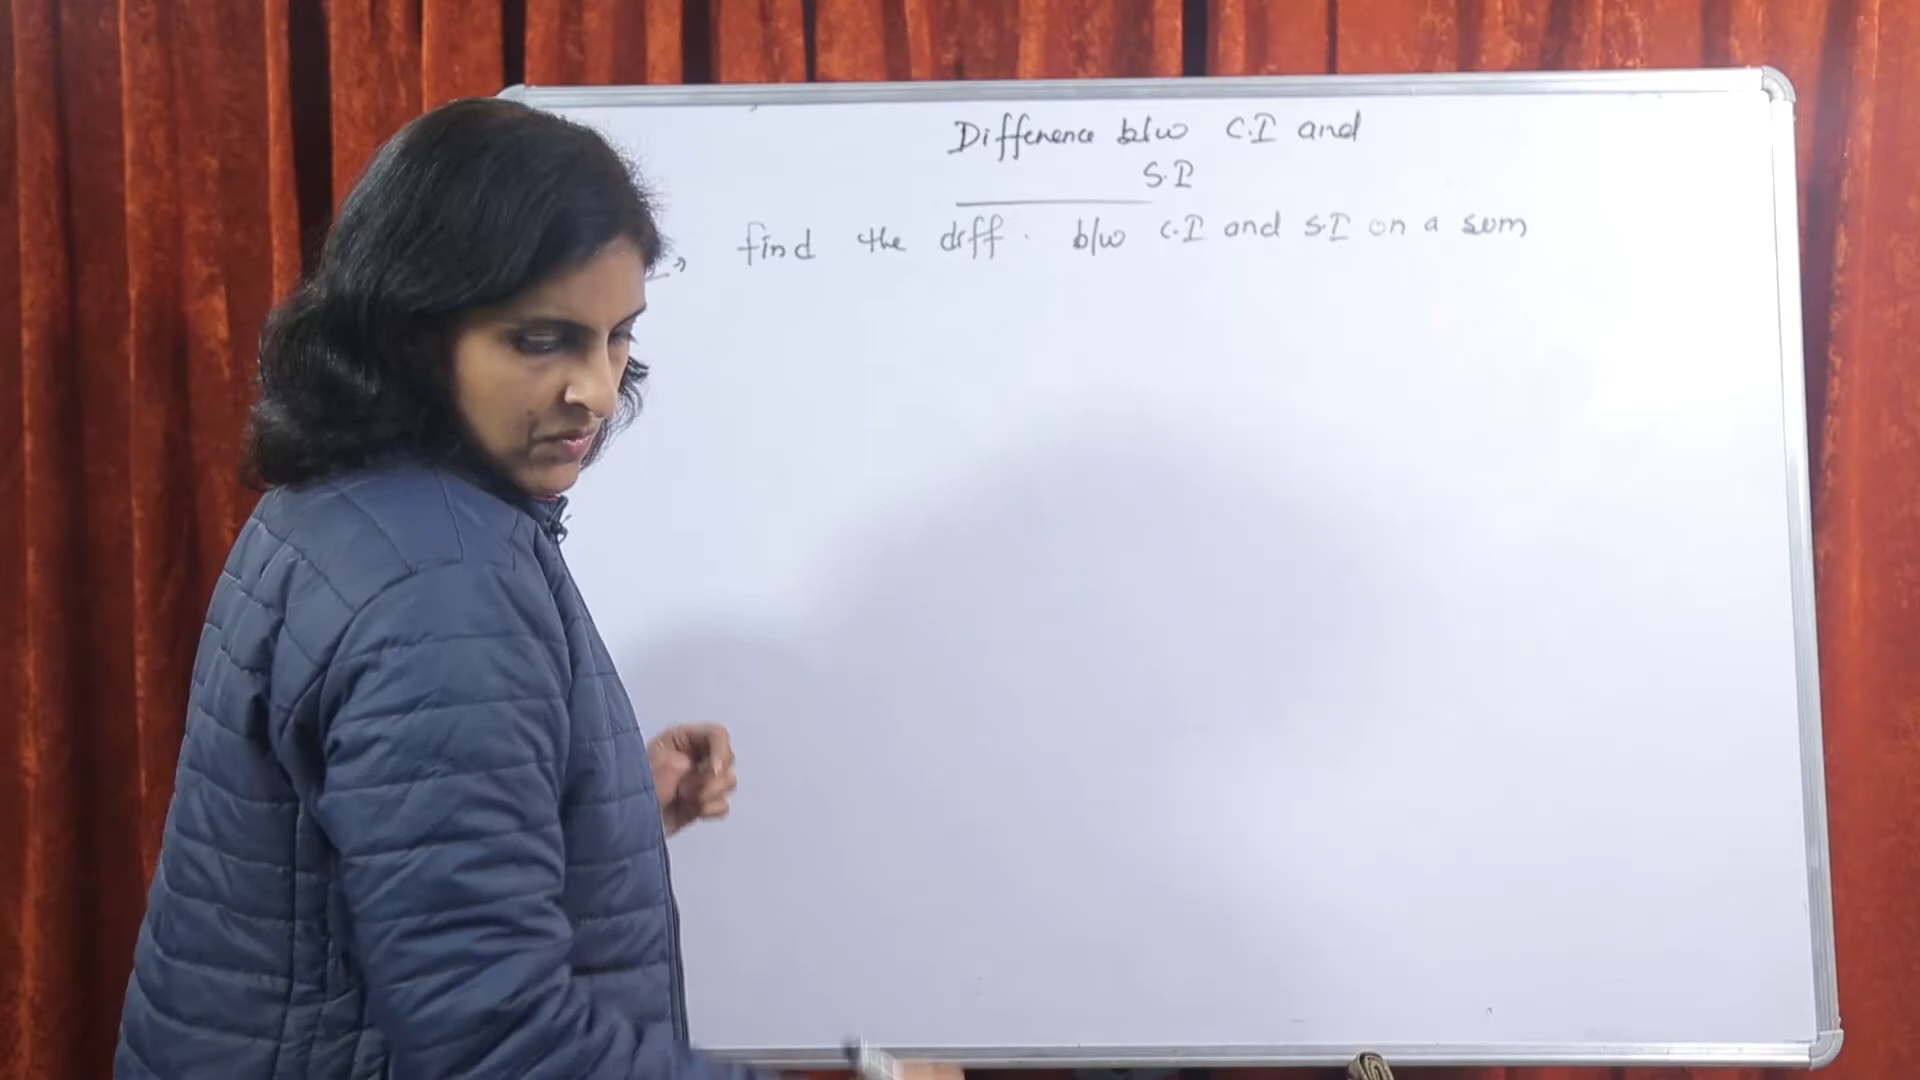 Difference b/w C.I and
S.I
find the diff. b/w C.I and S.I on a sum